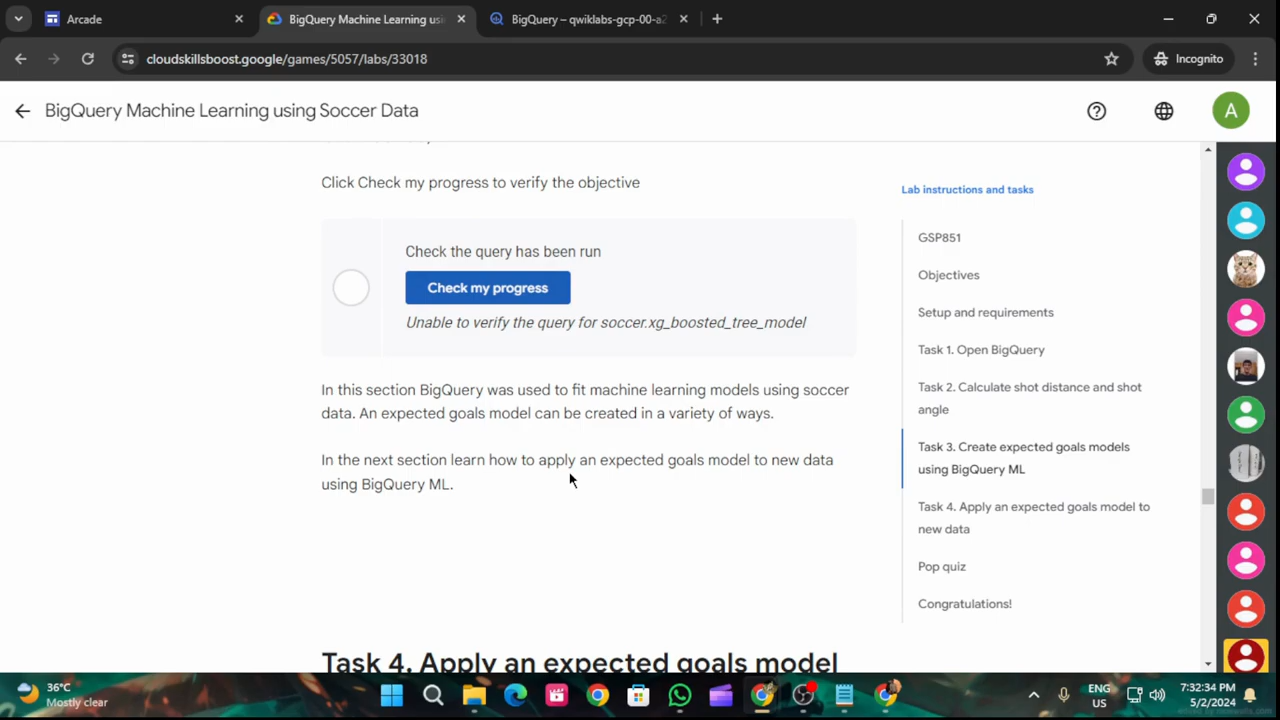 Arcade
BigQuery Machine Learning usin
BigQuery – qwiklabs-gcp-00-a2
cloudskillsboost.google/games/5057/labs/33018
Incognito
BigQuery Machine Learning using Soccer Data
A
Click Check my progress to verify the objective
Check the query has been run
Check my progress
Unable to verify the query for soccer.xg_boosted_tree_model
In this section BigQuery was used to fit machine learning models using soccer
data. An expected goals model can be created in a variety of ways.
In the next section learn how to apply an expected goals model to new data
using BigQuery ML.
Task 4. Apply an expected goals model
Lab instructions and tasks
GSP851
Objectives
Setup and requirements
Task 1. Open BigQuery
Task 2. Calculate shot distance and shot
angle
Task 3. Create expected goals models
using BigQuery ML
Task 4. Apply an expected goals model to
new data
Pop quiz
Congratulations!
36°C
Mostly clear
ENG
US
7:32:34 PM
5/2/2024